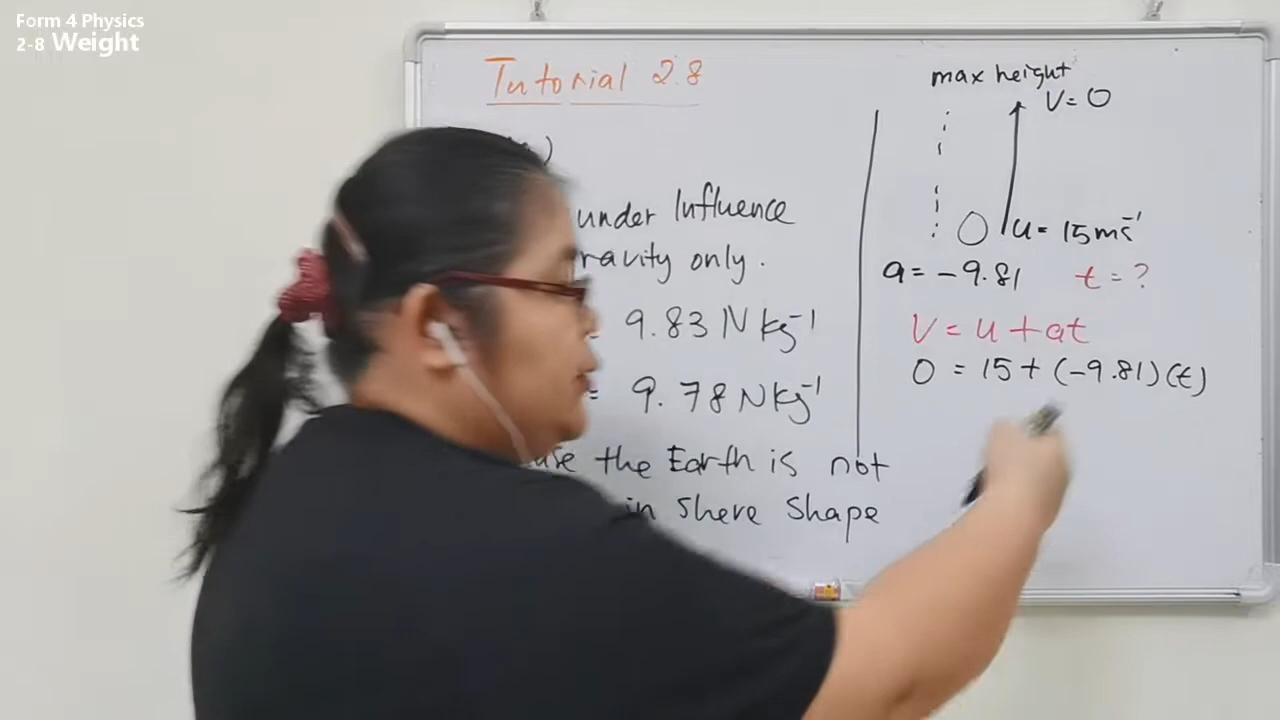 Form 4 Physics
2-8 Weight
Tutorial 2.8
)
under Influence
ravity only.
9.83 N kg⁻¹
= 9.78 N kg⁻¹
use the Earth is not
in shere shape
max height
V = 0
u = 15ms⁻¹
a = -9.81 t = ?
V = u + at
0 = 15 + (-9.81)(t)